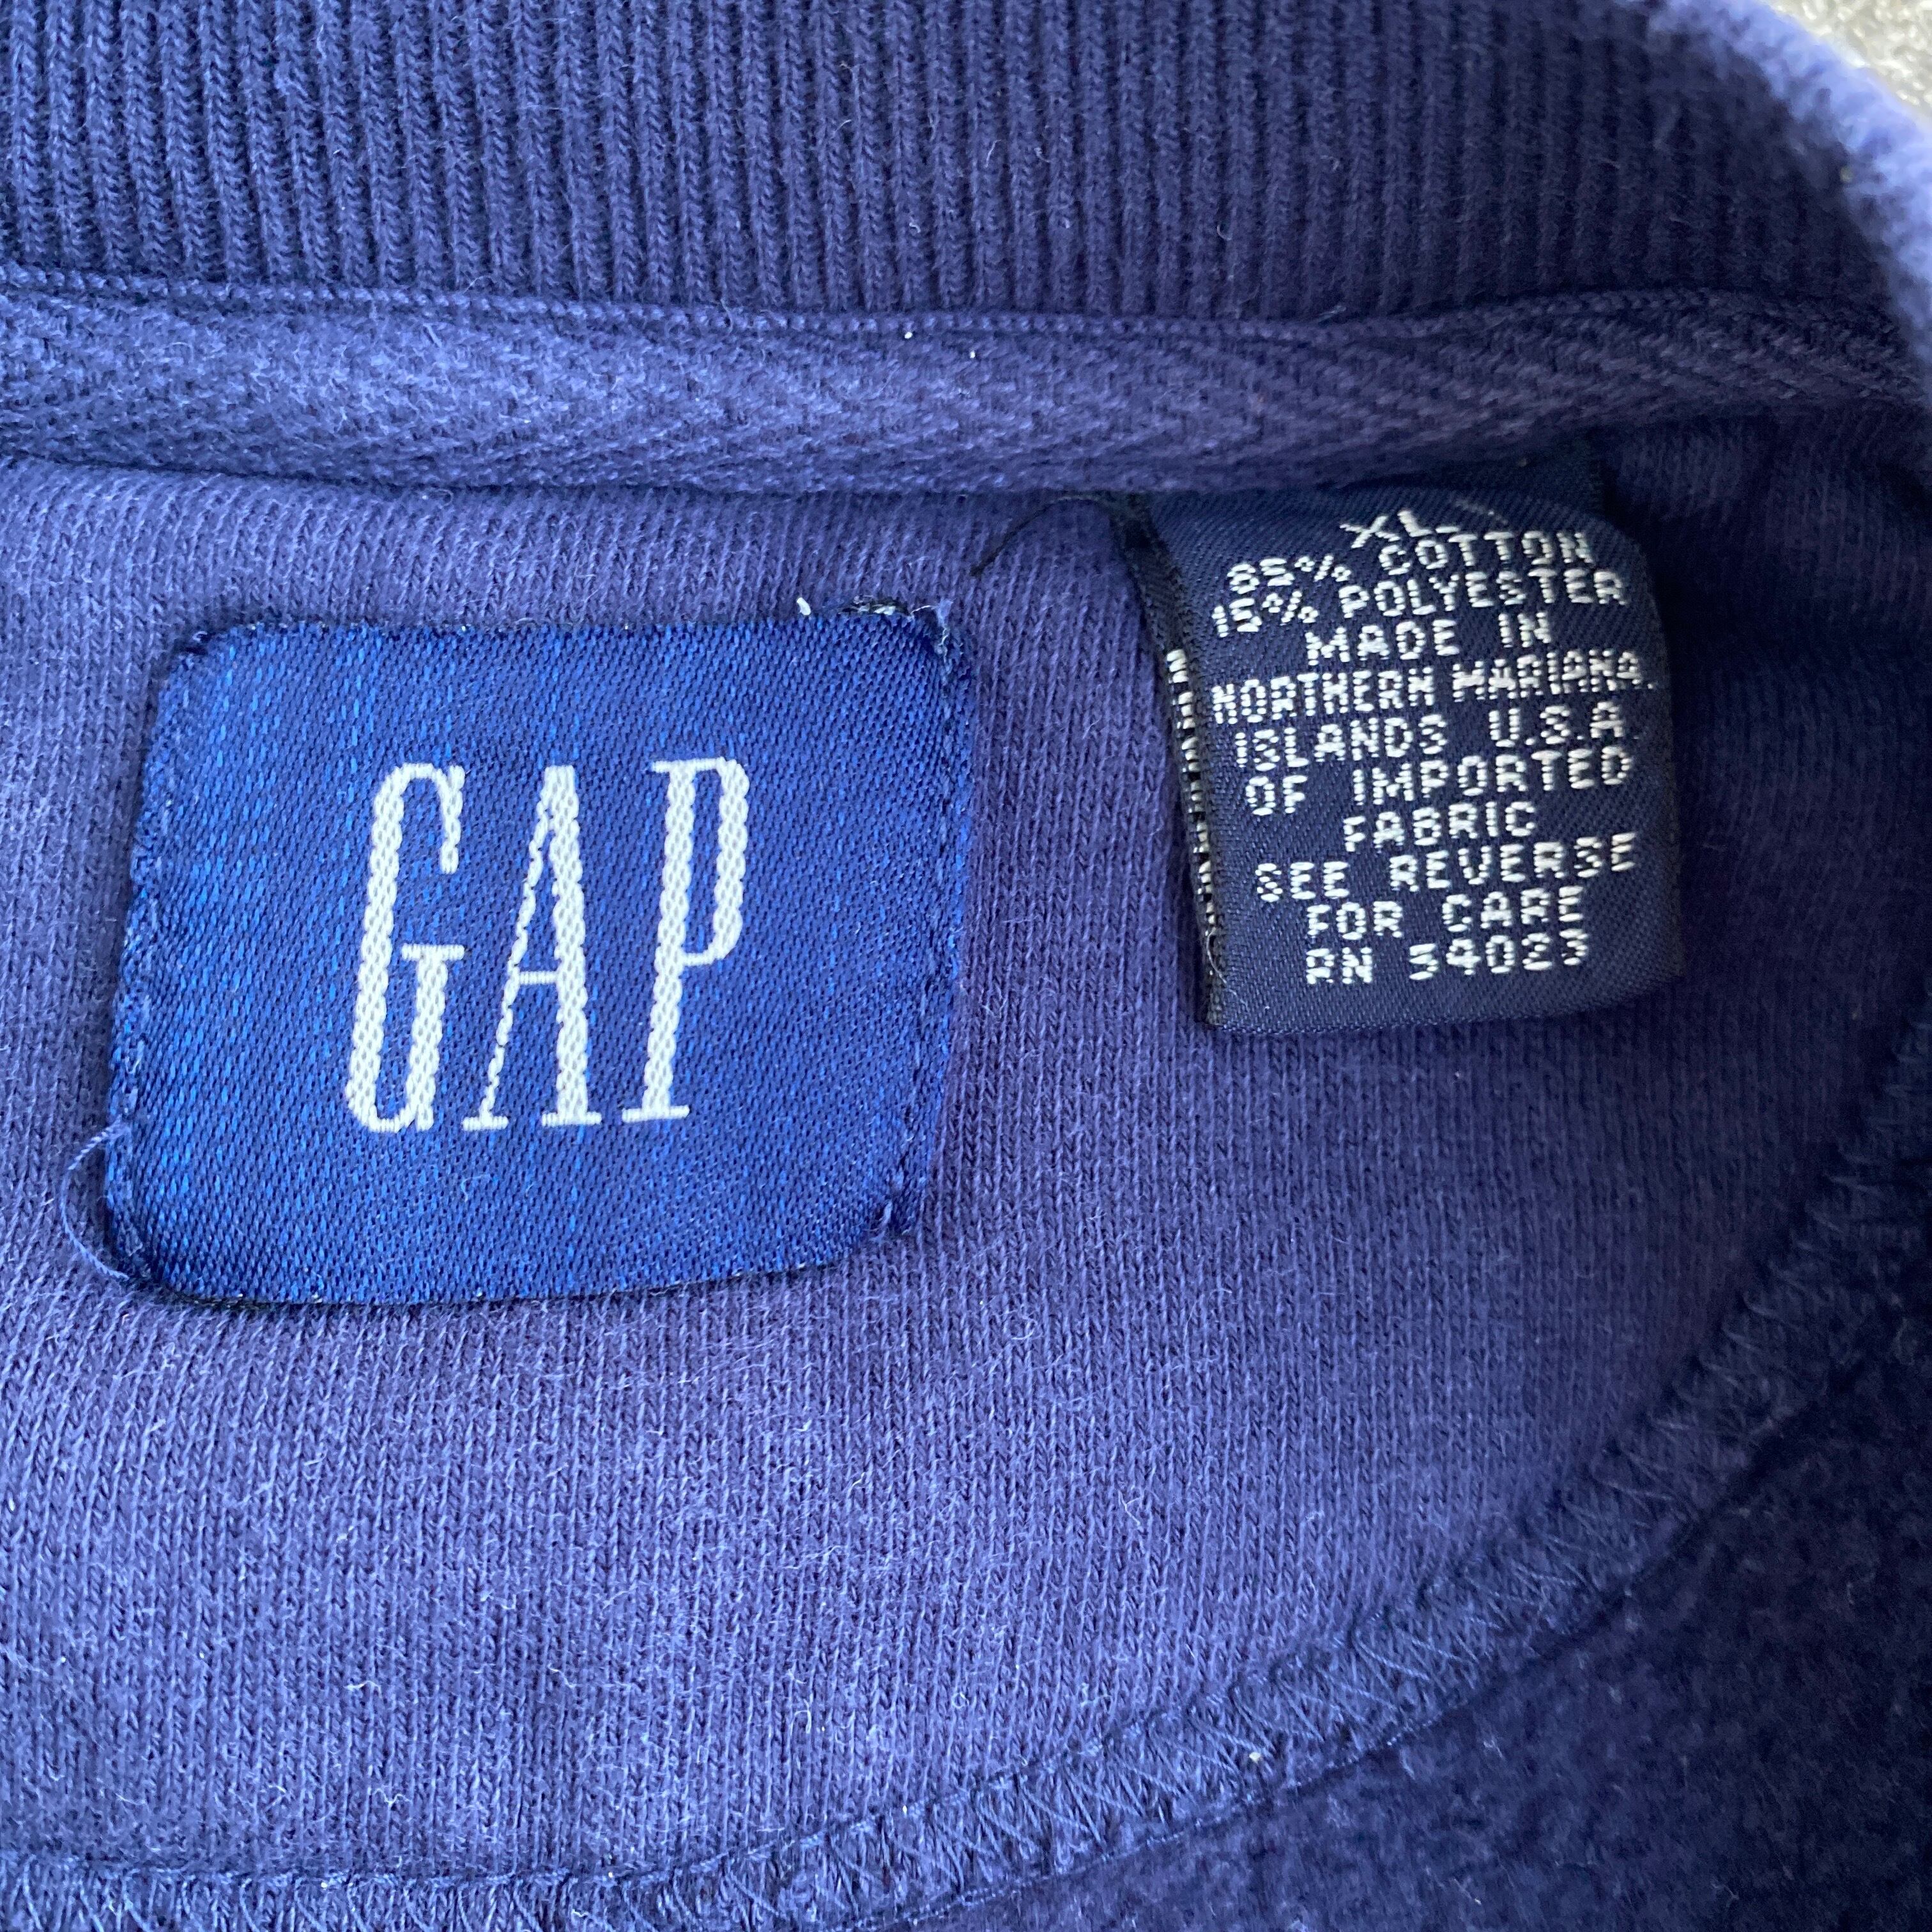 GAP
XL
85% COTTON
15% POLYESTER
MADE IN
NORTHERN MARIANA
ISLANDS U.S.A
OF IMPORTED
FABRIC
SEE REVERSE
FOR CARE
RN 54023